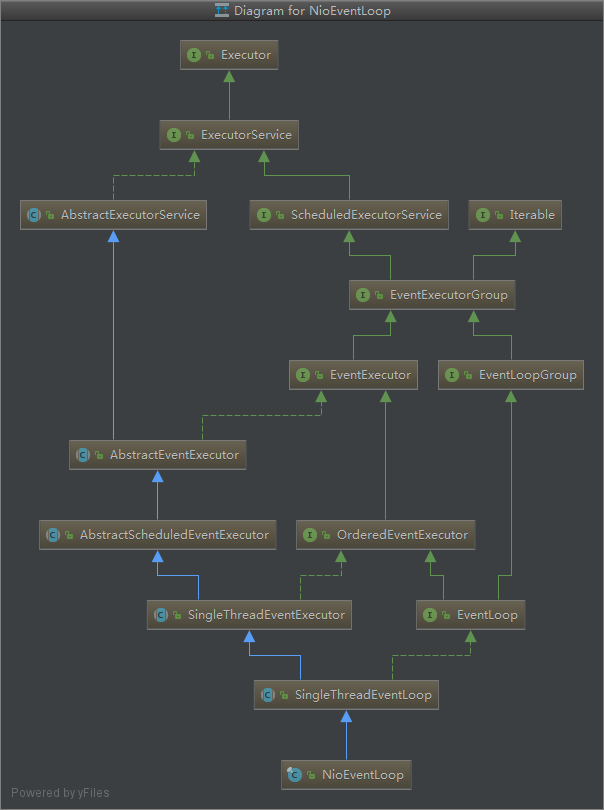 Diagram for NioEventLoop
I Executor
I ExecutorService
C AbstractExecutorService
I ScheduledExecutorService
I Iterable
I EventExecutorGroup
I EventExecutor
I EventLoopGroup
C AbstractEventExecutor
C AbstractScheduledEventExecutor
I OrderedEventExecutor
C SingleThreadEventExecutor
I EventLoop
C SingleThreadEventLoop
C NioEventLoop
Powered by yFiles